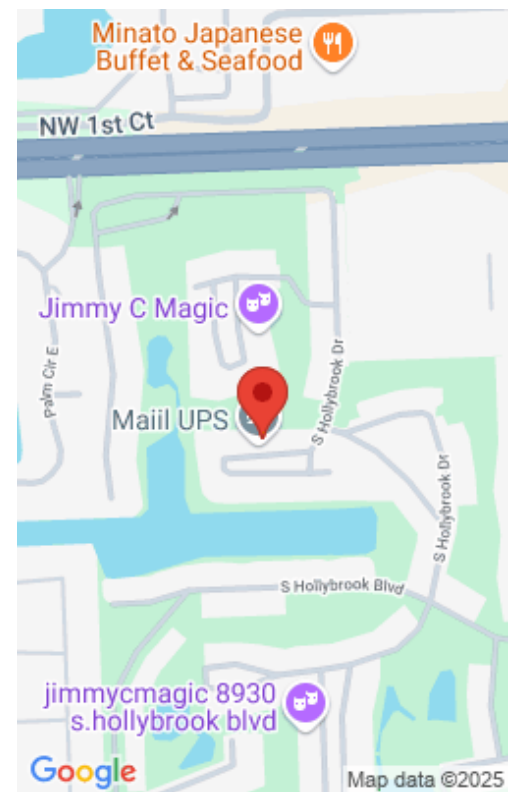 Minato Japanese
Buffet & Seafood
NW 1st Ct
Jimmy C Magic
Palm Cir E
S Hollybrook Dr
Maiil UPS
S Hollybrook Dr
S Hollybrook Blvd
jimmycmagic 8930
s.hollybrook blvd
Google
Map data ©2025